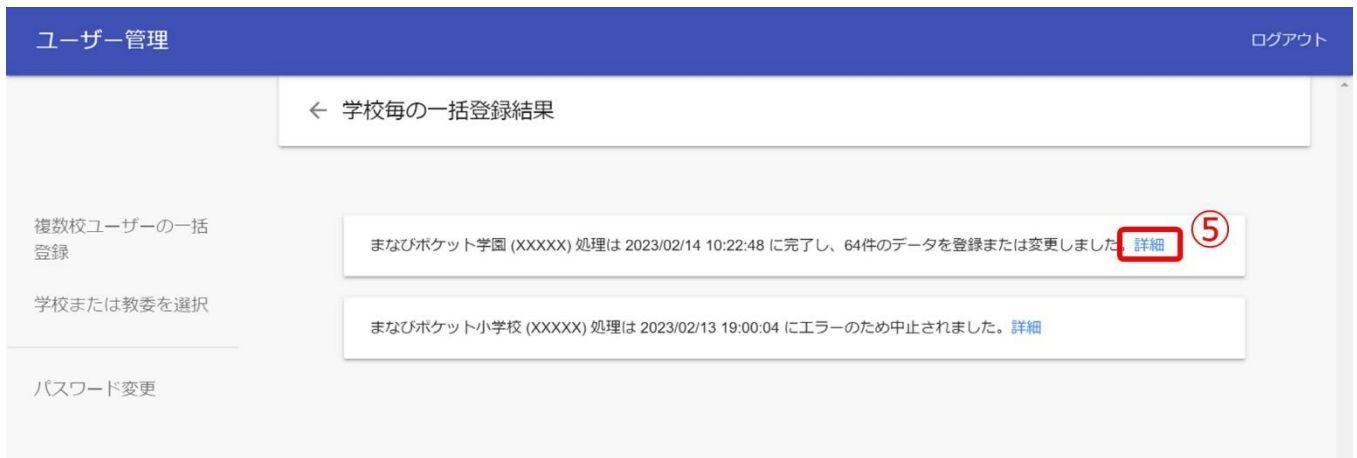 ユーザー管理
ログアウト
← 学校毎の一括登録結果
複数校ユーザーの一括
登録
学校または教委を選択
パスワード変更
まなびポケット学園 (XXXXX) 処理は 2023/02/14 10:22:48 に完了し、64件のデータを登録または変更しました。詳細
⑤
まなびポケット小学校 (XXXXX) 処理は 2023/02/13 19:00:04 にエラーのため中止されました。詳細